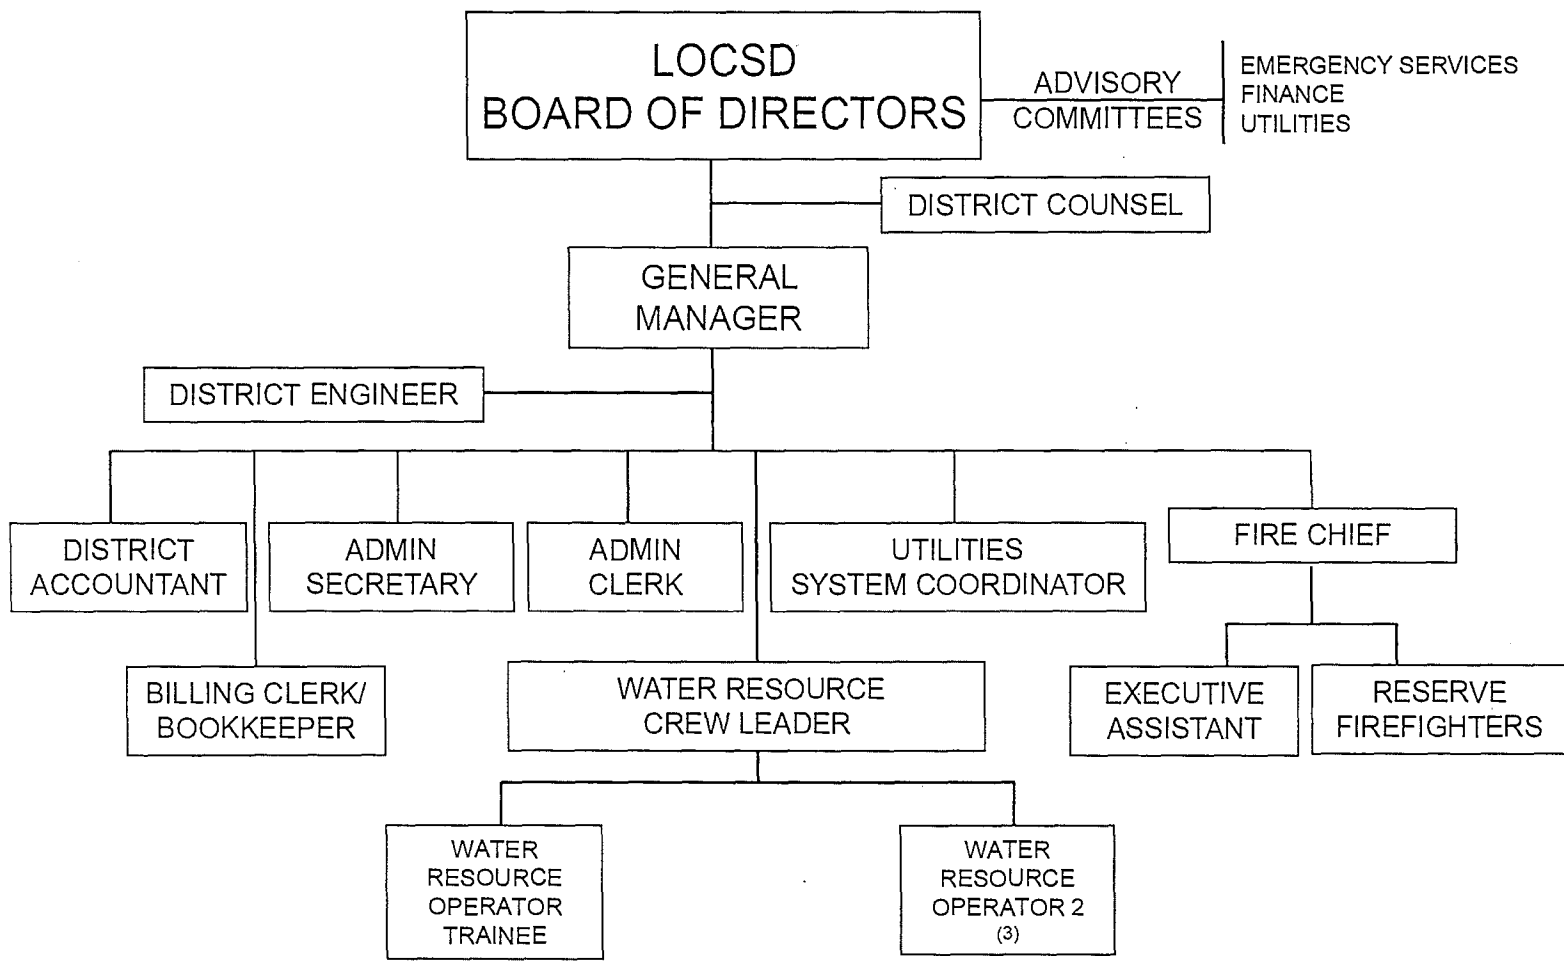 LOCSD
BOARD OF DIRECTORS
ADVISORY
COMMITTEES
EMERGENCY SERVICES
FINANCE
UTILITIES
DISTRICT COUNSEL
GENERAL
MANAGER
DISTRICT ENGINEER
DISTRICT
ACCOUNTANT
ADMIN
SECRETARY
ADMIN
CLERK
UTILITIES
SYSTEM COORDINATOR
FIRE CHIEF
BILLING CLERK/
BOOKKEEPER
WATER RESOURCE
CREW LEADER
EXECUTIVE
ASSISTANT
RESERVE
FIREFIGHTERS
WATER
RESOURCE
OPERATOR
TRAINEE
WATER
RESOURCE
OPERATOR 2
(3)